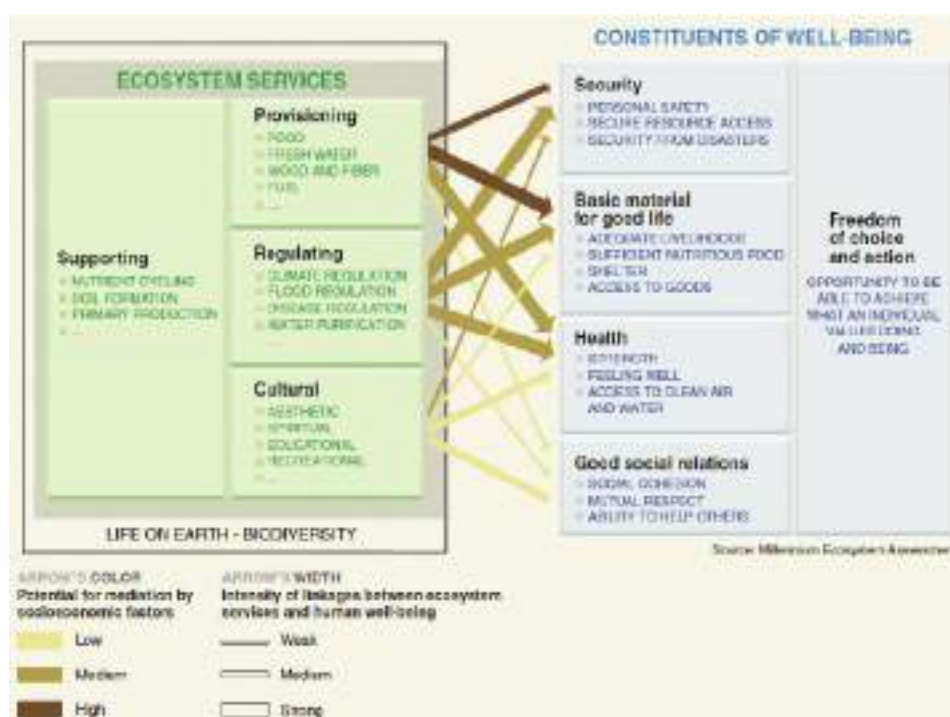 CONSTITUENTS OF WELL-BEING
ECOSYSTEM SERVICES
Supporting
NUTRIENT CYCLING
SOIL FORMATION
PRIMARY PRODUCTION
...
Provisioning
FOOD
FRESH WATER
WOOD AND FIBER
FUEL
...
Regulating
CLIMATE REGULATION
FLOOD REGULATION
DISEASE REGULATION
WATER PURIFICATION
...
Cultural
AESTHETIC
SPIRITUAL
EDUCATIONAL
RECREATIONAL
...
LIFE ON EARTH - BIODIVERSITY
Security
PERSONAL SAFETY
SECURE RESOURCE ACCESS
SECURITY FROM DISASTERS
Basic material
for good life
ADEQUATE LIVELIHOOD
SUFFICIENT NUTRITIOUS FOOD
SHELTER
ACCESS TO GOODS
Health
STRENGTH
FEELING WELL
ACCESS TO CLEAN AIR
AND WATER
Good social relations
SOCIAL COHESION
MUTUAL RESPECT
ABILITY TO HELP OTHERS
Freedom
of choice
and action
OPPORTUNITY TO BE
ABLE TO ACHIEVE
WHAT AN INDIVIDUAL
VALUES DOING
AND BEING
Source: Millennium Ecosystem Assessment
ARROW'S COLOR
Potential for mediation by
socioeconomic factors
Low
Medium
High
ARROW'S WIDTH
Intensity of linkages between ecosystem
services and human well-being
Weak
Medium
Strong